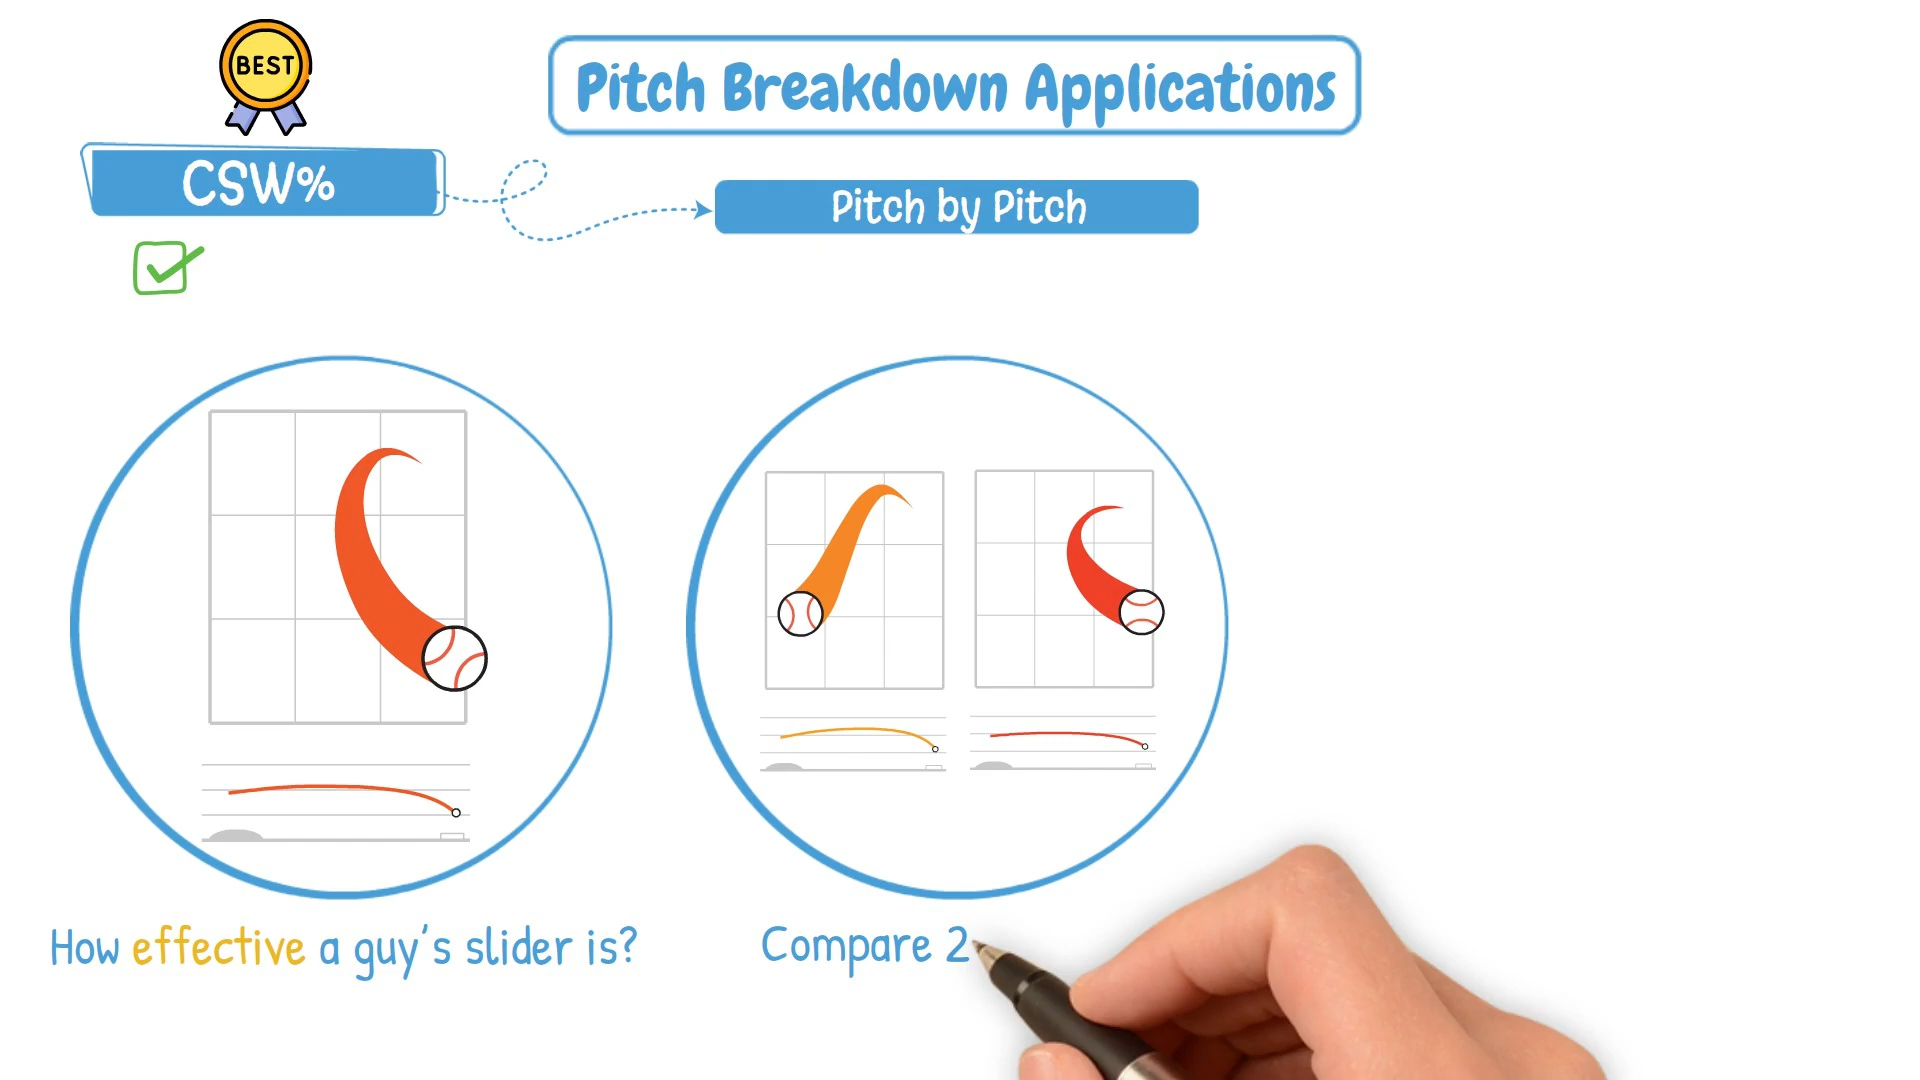 BEST
Pitch Breakdown Applications
CSW%
Pitch by Pitch
How effective a guy's slider is?
Compare 2